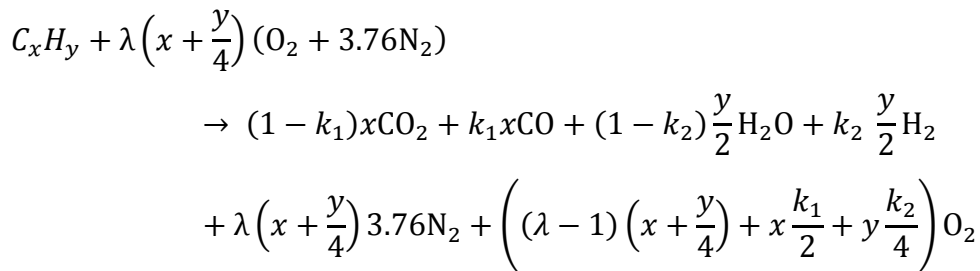 C_xH_y + λ(x + y/4)(O₂ + 3.76N₂)
→ (1 − k₁)xCO₂ + k₁xCO + (1 − k₂) y/2 H₂O + k₂ y/2 H₂
+ λ(x + y/4) 3.76N₂ + ((λ − 1)(x + y/4) + x k₁/2 + y k₂/4) O₂